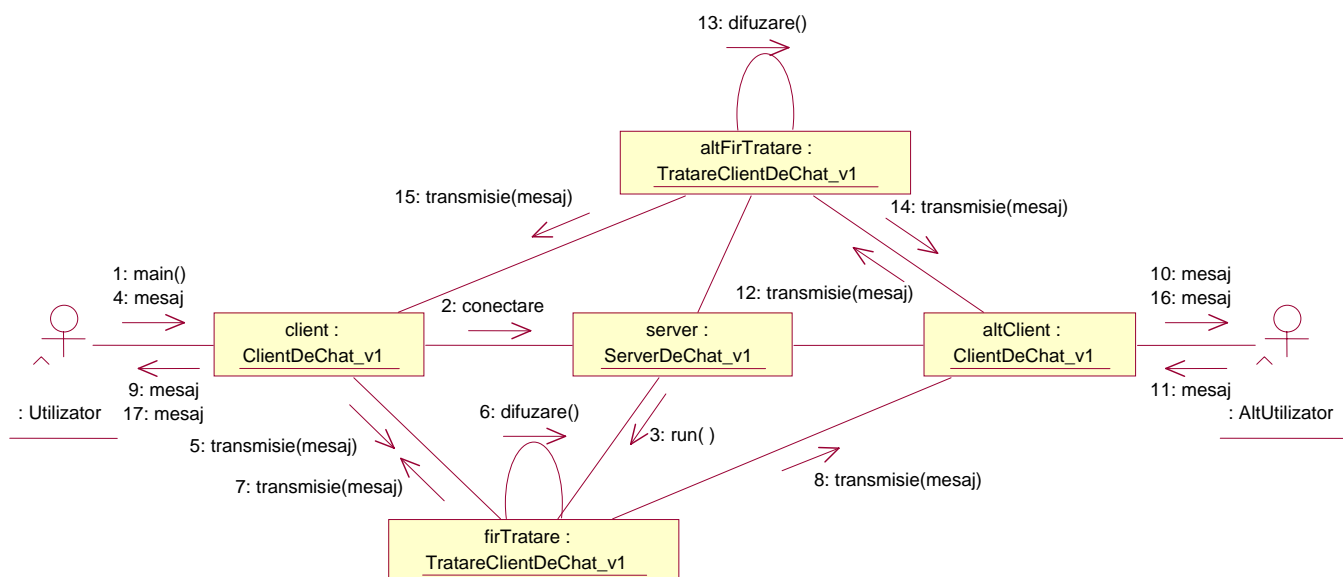 13: difuzare()
altFirTratare :
TratareClientDeChat_v1
15: transmisie(mesaj)
14: transmisie(mesaj)
1: main()
4: mesaj
2: conectare
12: transmisie(mesaj)
10: mesaj
16: mesaj
client :
ClientDeChat_v1
server :
ServerDeChat_v1
altClient :
ClientDeChat_v1
9: mesaj
17: mesaj
11: mesaj
: Utilizator
: AltUtilizator
6: difuzare()
3: run( )
5: transmisie(mesaj)
7: transmisie(mesaj)
8: transmisie(mesaj)
firTratare :
TratareClientDeChat_v1